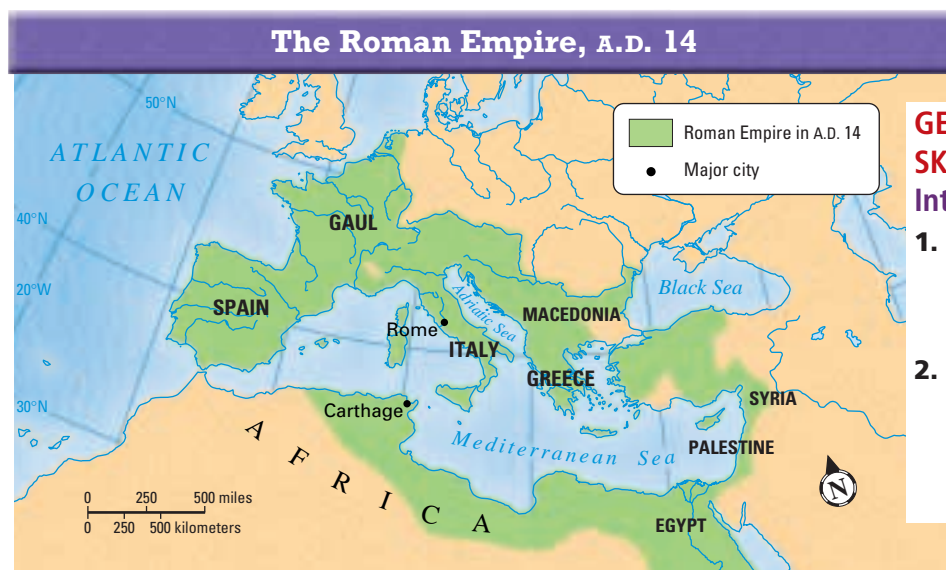 The Roman Empire, A.D. 14
50°N
ATLANTIC
OCEAN
40°N
20°W
30°N
GAUL
SPAIN
Rome
ITALY
Adriatic Sea
MACEDONIA
GREECE
Black Sea
Carthage
Mediterranean Sea
SYRIA
PALESTINE
EGYPT
AFRICA
Roman Empire in A.D. 14
Major city
0 250 500 miles
0 250 500 kilometers
N
GE
SK
Int
1.
2.